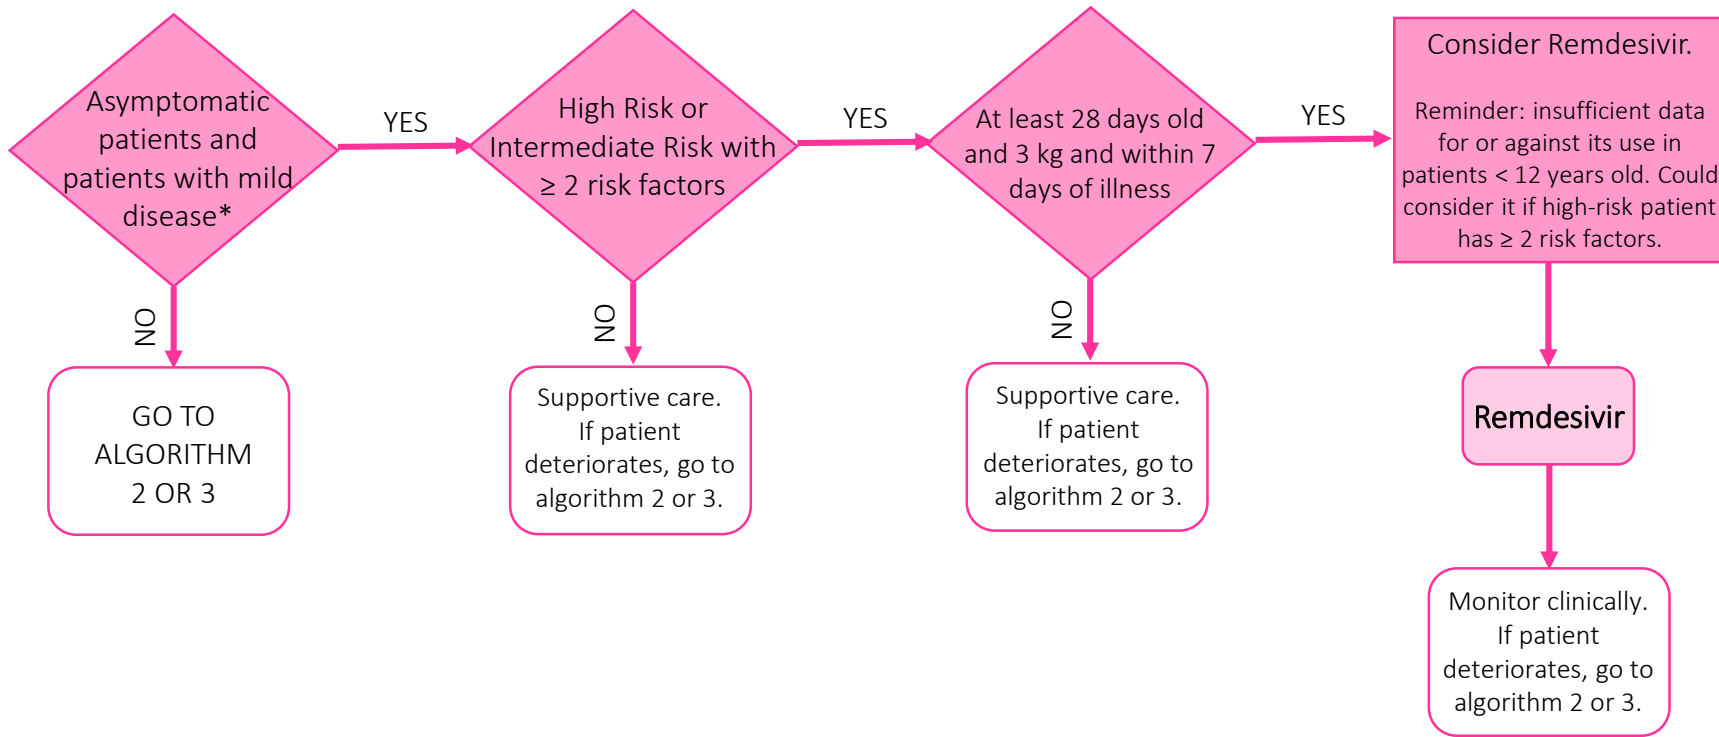 Asymptomatic
patients and
patients with mild
disease*
YES
High Risk or
Intermediate Risk with
≥ 2 risk factors
YES
At least 28 days old
and 3 kg and within 7
days of illness
YES
Consider Remdesivir.
Reminder: insufficient data
for or against its use in
patients < 12 years old. Could
consider it if high-risk patient
has ≥ 2 risk factors.
NO
NO
NO
GO TO
ALGORITHM
2 OR 3
Supportive care.
If patient
deteriorates, go to
algorithm 2 or 3.
Supportive care.
If patient
deteriorates, go to
algorithm 2 or 3.
Remdesivir
Monitor clinically.
If patient
deteriorates, go to
algorithm 2 or 3.